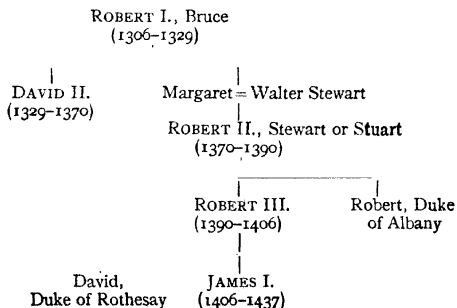 ROBERT I., Bruce
(1306–1329)
DAVID II.
(1329–1370)
Margaret = Walter Stewart
ROBERT II., Stewart or Stuart
(1370–1390)
ROBERT III.
(1390–1406)
Robert, Duke
of Albany
David,
Duke of Rothesay
JAMES I.
(1406–1437)